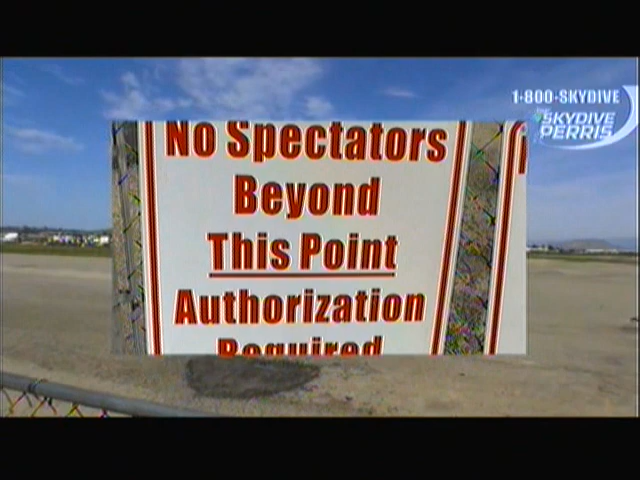 1-800-SKYDIVE
SKYDIVE
PERRIS
No Spectators
Beyond
This Point
Authorization
Required